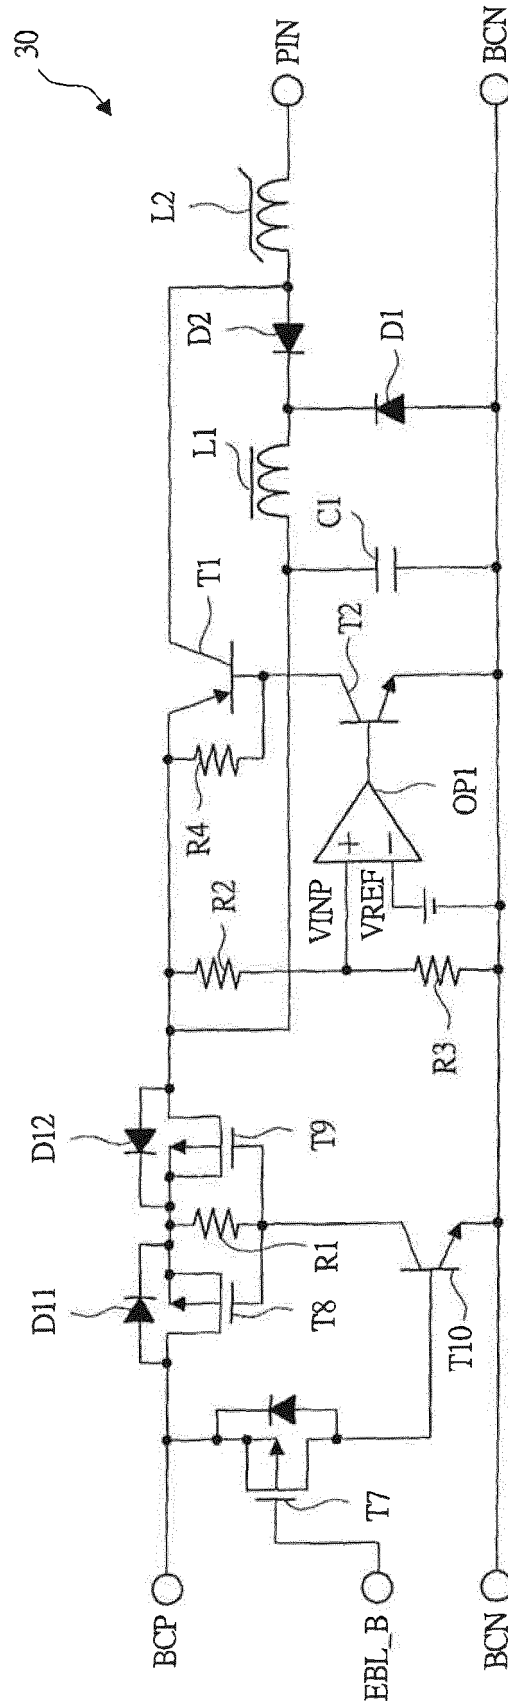 30
BCP
EBL_B
BCN
T7
D11
T8
R1
D12
T9
T10
R2
R3
R4
VINP
VREF
+
−
OP1
T1
T2
C1
L1
D1
D2
L2
PIN
BCN